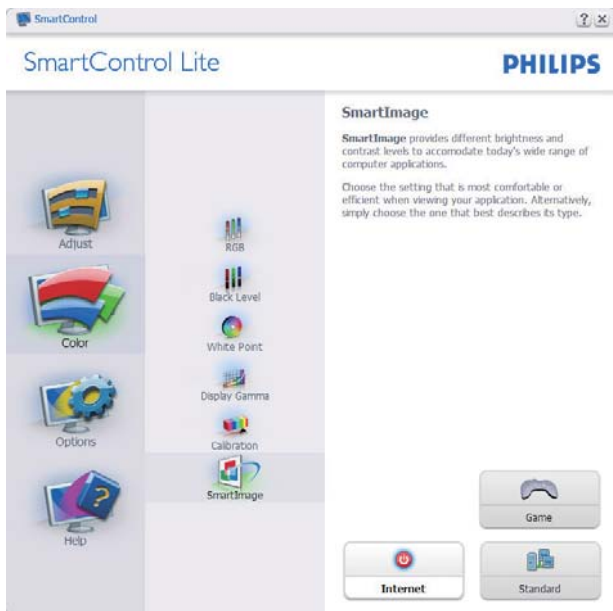 SmartControl
SmartControl Lite
PHILIPS
Adjust
Color
Options
Help
RGB
Black Level
White Point
Display Gamma
Calibration
SmartImage
SmartImage
SmartImage provides different brightness and
contrast levels to accomodate today's wide range of
computer applications.
Choose the setting that is most comfortable or
efficient when viewing your application. Alternatively,
simply choose the one that best describes its type.
Game
Internet
Standard